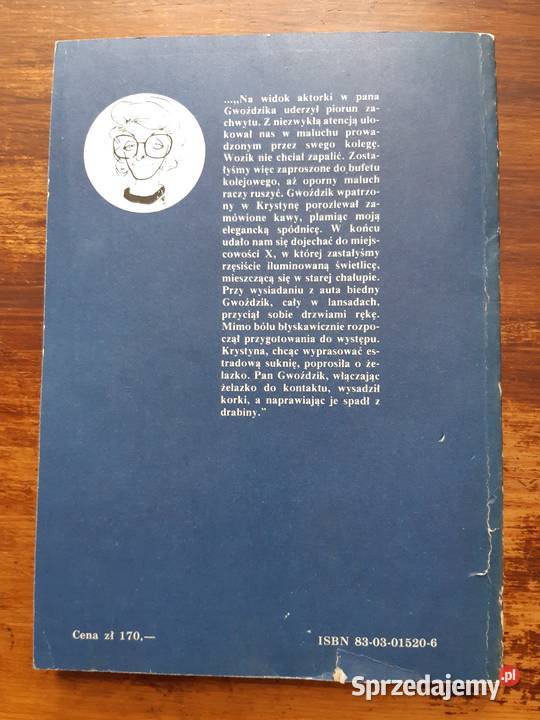 ...„Na widok aktorki w pana
Gwoździka uderzył piorun za-
chwytu. Z niezwykłą atencją ulo-
kował nas w maluchu prowa-
dzonym przez swego kolegę.
Wozik nie chciał zapalić. Zosta-
łyśmy więc zaproszone do bufetu
kolejowego, aż oporny maluch
raczy ruszyć. Gwoździk wpatrzo-
ny w Krystynę porozlewał za-
mówione kawy, plamiąc moją
elegancką spódnicę. W końcu
udało nam się dojechać do miejs-
cowości X, w której zastałyśmy
rzęsiście iluminowaną świetlicę,
mieszczącą się w starej chałupie.
Przy wysiadaniu z auta biedny
Gwoździk, cały w lansadach,
przyciął sobie drzwiami rękę.
Mimo bólu błyskawicznie rozpo-
czął przygotowania do występu.
Krystyna, chcąc wyprasować es-
tradową suknię, poprosiła o że-
lazko. Pan Gwoździk, włączając
żelazko do kontaktu, wysadził
korki, a naprawiając je spadł z
drabiny."
Cena zł 170,—
ISBN 83-03-01520-6
Sprzedajemy.pl